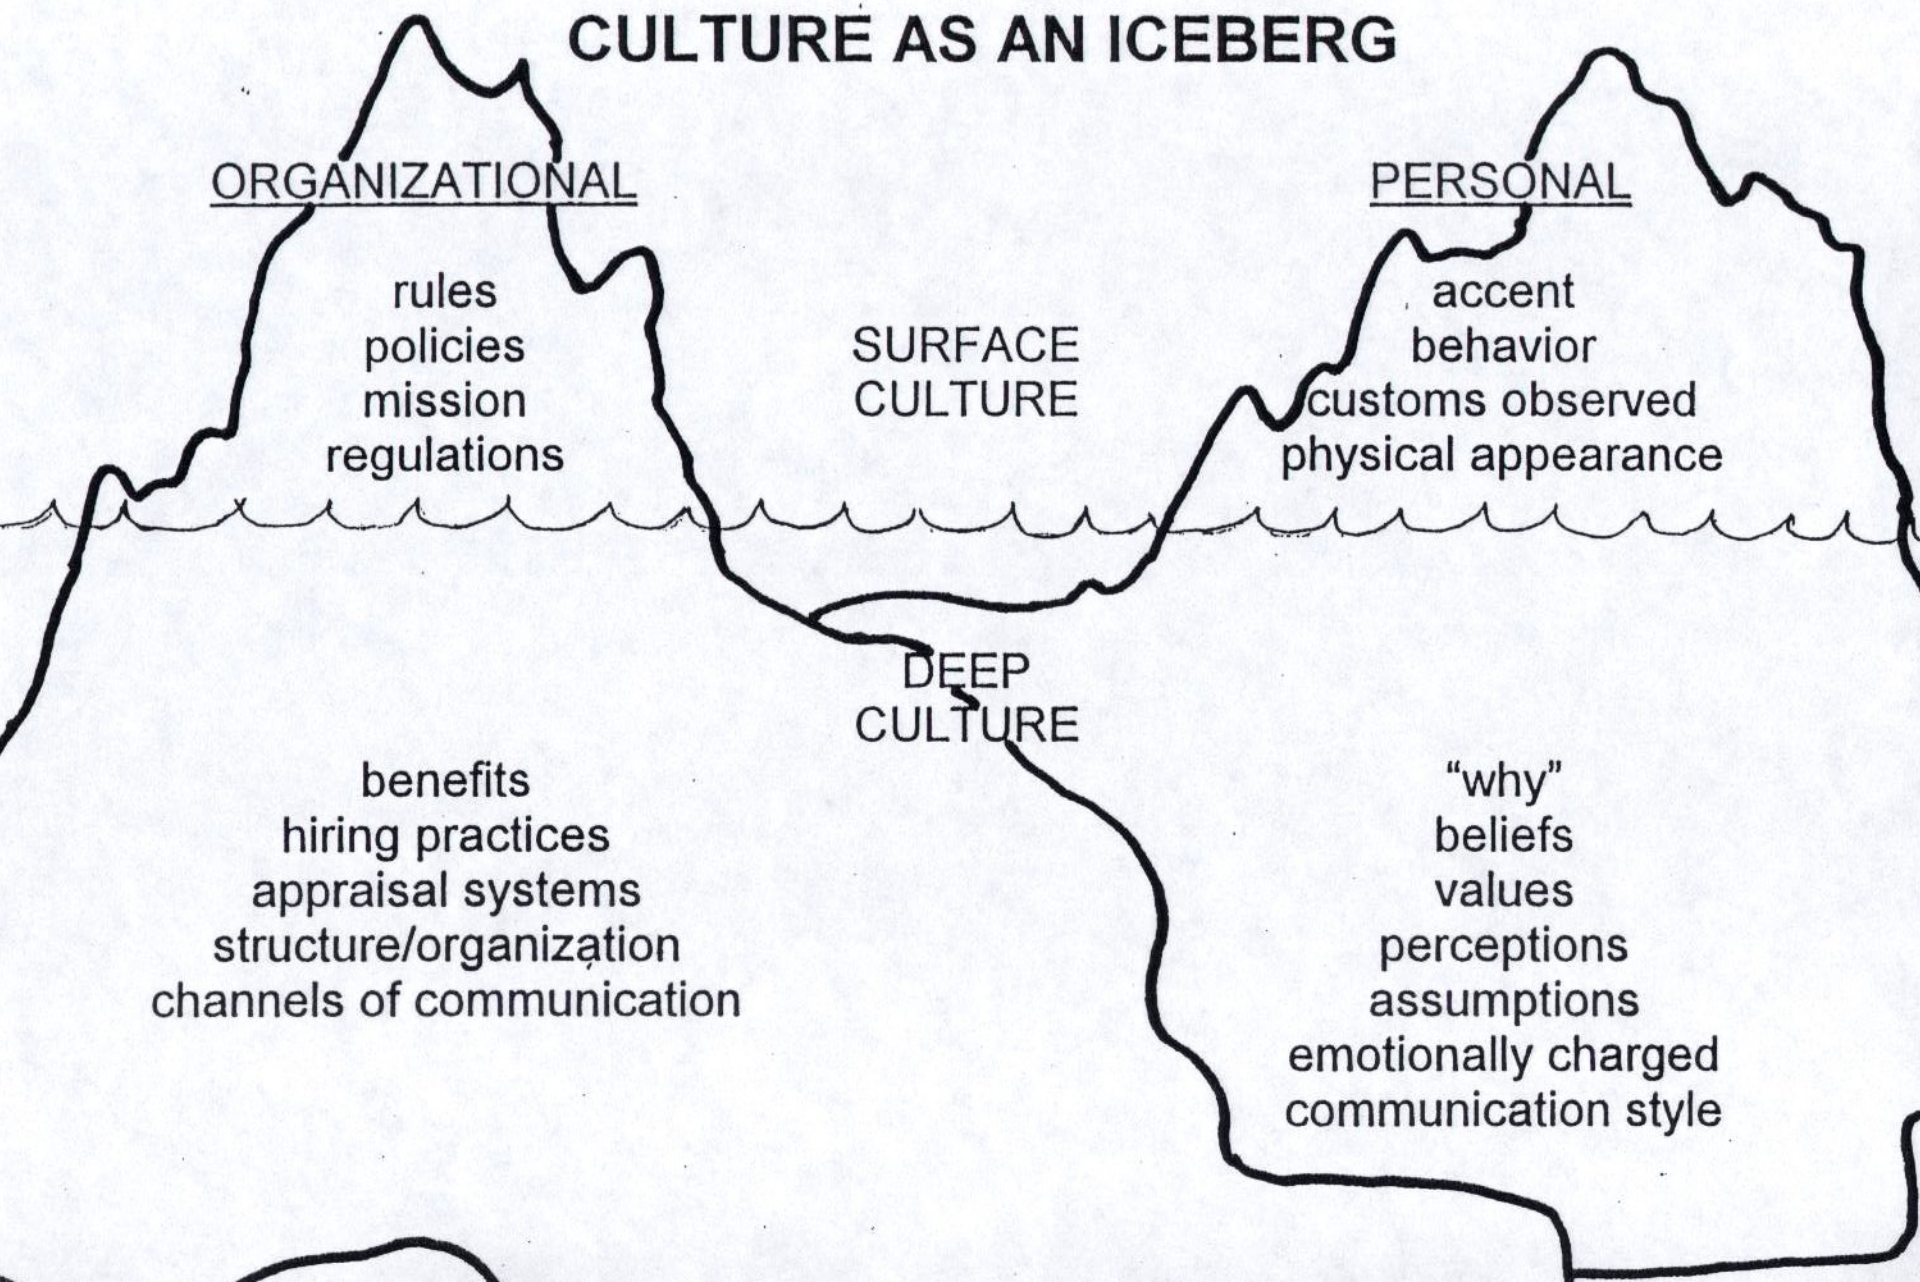 CULTURE AS AN ICEBERG
ORGANIZATIONAL
rules
policies
mission
regulations
SURFACE
CULTURE
PERSONAL
accent
behavior
customs observed
physical appearance
DEEP
CULTURE
benefits
hiring practices
appraisal systems
structure/organization
channels of communication
“why”
beliefs
values
perceptions
assumptions
emotionally charged
communication style